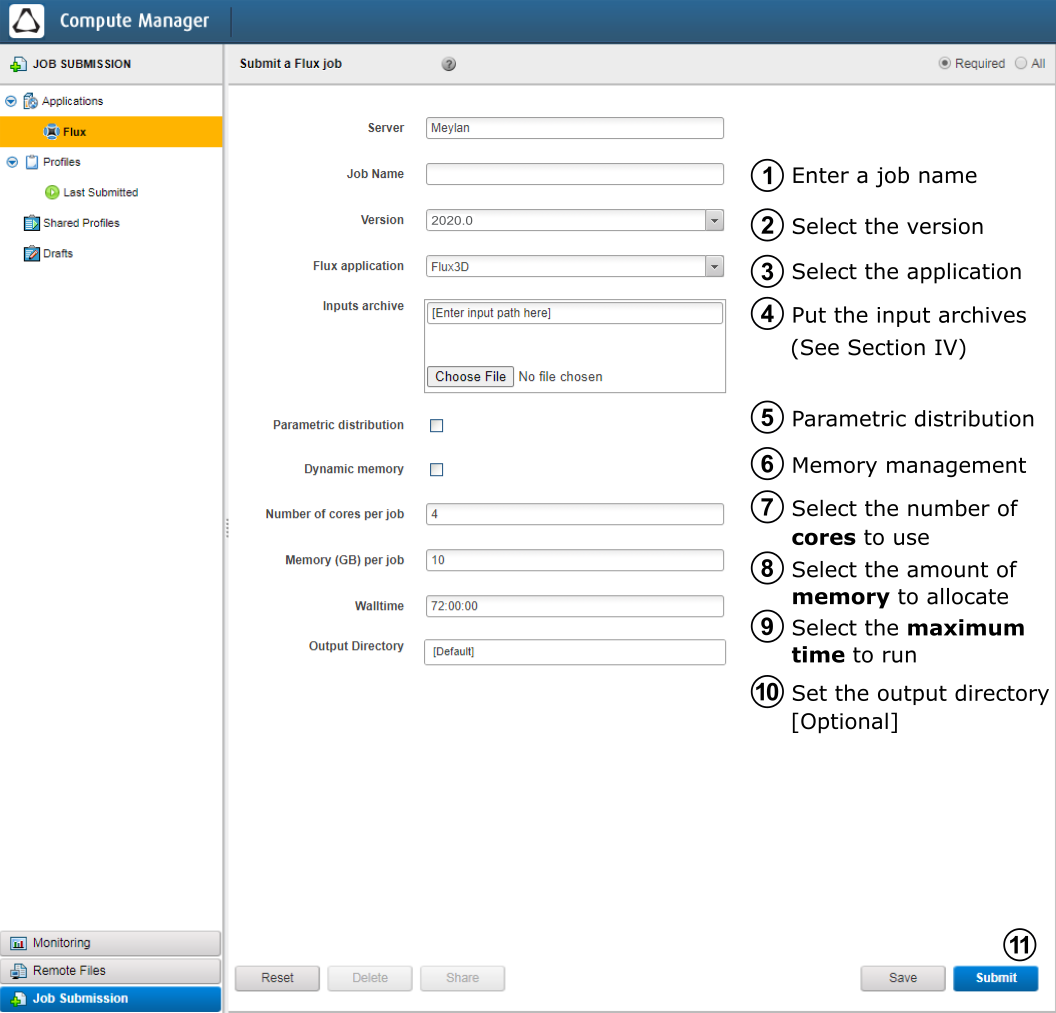 Compute Manager
JOB SUBMISSION
Submit a Flux job
?
Required
All
Applications
Flux
Profiles
Last Submitted
Shared Profiles
Drafts
Server
Meylan
Job Name
1 Enter a job name
Version
2020.0
2 Select the version
Flux application
Flux3D
3 Select the application
Inputs archive
[Enter input path here]
4 Put the input archives
(See Section IV)
Choose File No file chosen
Parametric distribution
5 Parametric distribution
Dynamic memory
6 Memory management
Number of cores per job
4
7 Select the number of
cores to use
Memory (GB) per job
10
8 Select the amount of
memory to allocate
Walltime
72:00:00
9 Select the maximum
time to run
Output Directory
[Default]
10 Set the output directory
[Optional]
Monitoring
Remote Files
Job Submission
11
Reset
Delete
Share
Save
Submit